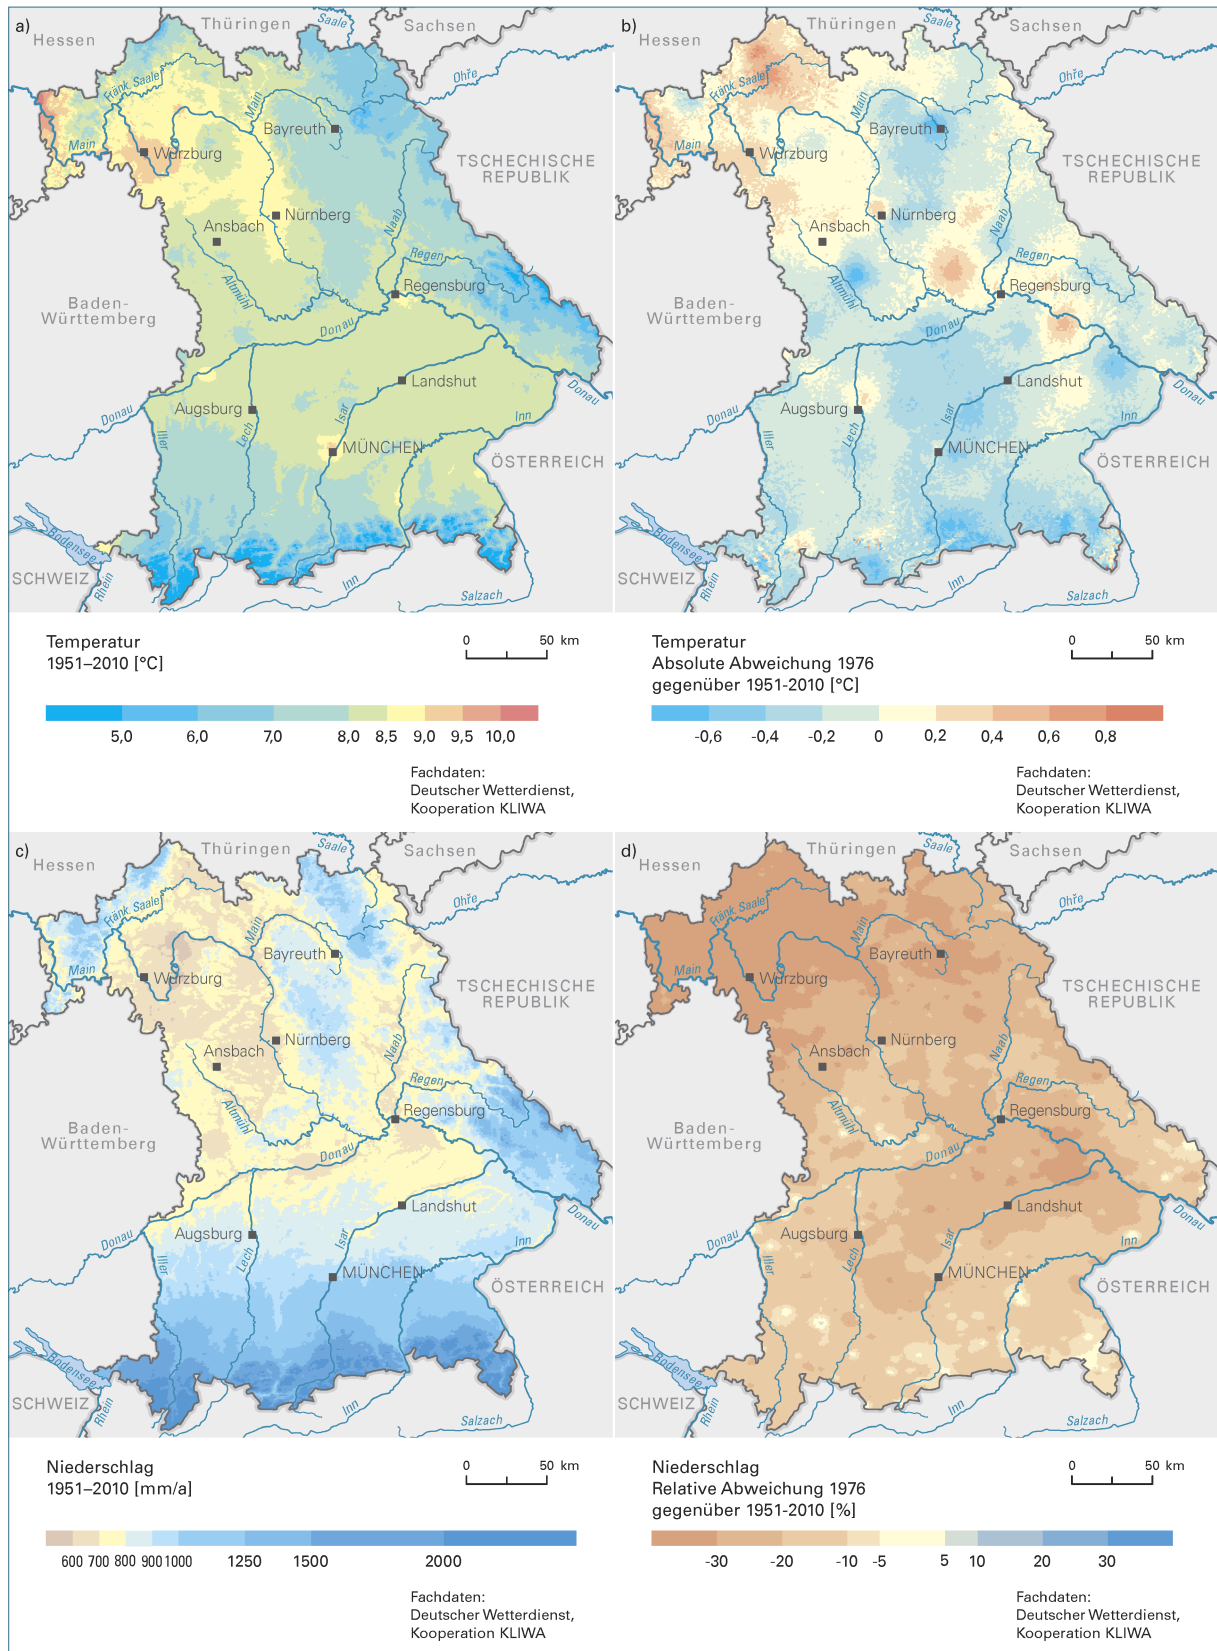 a)
Hessen
Thüringen
Saale
Sachsen
Ohře
Fränk. Saale
Main
Main
Bayreuth
Würzburg
TSCHECHISCHE
REPUBLIK
Nürnberg
Ansbach
Naab
Regen
Altmühl
Regensburg
Baden-
Württemberg
Donau
Landshut
Donau
Donau
Augsburg
Isar
Inn
Iller
Lech
MÜNCHEN
ÖSTERREICH
Bodensee
SCHWEIZ
Rhein
Inn
Salzach
Temperatur
1951–2010 [°C]
0 50 km
5,0 6,0 7,0 8,0 8,5 9,0 9,5 10,0
Fachdaten:
Deutscher Wetterdienst,
Kooperation KLIWA
b)
Hessen
Thüringen
Saale
Sachsen
Ohře
Fränk. Saale
Main
Main
Bayreuth
Würzburg
TSCHECHISCHE
REPUBLIK
Nürnberg
Ansbach
Naab
Regen
Altmühl
Regensburg
Baden-
Württemberg
Donau
Landshut
Donau
Donau
Augsburg
Isar
Inn
Iller
Lech
MÜNCHEN
ÖSTERREICH
Bodensee
SCHWEIZ
Rhein
Inn
Salzach
Temperatur
Absolute Abweichung 1976
gegenüber 1951-2010 [°C]
0 50 km
-0,6 -0,4 -0,2 0 0,2 0,4 0,6 0,8
Fachdaten:
Deutscher Wetterdienst,
Kooperation KLIWA
c)
Hessen
Thüringen
Saale
Sachsen
Ohře
Fränk. Saale
Main
Main
Bayreuth
Würzburg
TSCHECHISCHE
REPUBLIK
Nürnberg
Ansbach
Naab
Regen
Altmühl
Regensburg
Baden-
Württemberg
Donau
Landshut
Donau
Donau
Augsburg
Isar
Inn
Iller
Lech
MÜNCHEN
ÖSTERREICH
Bodensee
SCHWEIZ
Rhein
Inn
Salzach
Niederschlag
1951–2010 [mm/a]
0 50 km
600 700 800 900 1000 1250 1500 2000
Fachdaten:
Deutscher Wetterdienst,
Kooperation KLIWA
d)
Hessen
Thüringen
Saale
Sachsen
Ohře
Fränk. Saale
Main
Main
Bayreuth
Würzburg
TSCHECHISCHE
REPUBLIK
Nürnberg
Ansbach
Naab
Regen
Altmühl
Regensburg
Baden-
Württemberg
Donau
Landshut
Donau
Donau
Augsburg
Isar
Inn
Iller
Lech
MÜNCHEN
ÖSTERREICH
Bodensee
SCHWEIZ
Rhein
Inn
Salzach
Niederschlag
Relative Abweichung 1976
gegenüber 1951-2010 [%]
0 50 km
-30 -20 -10 -5 5 10 20 30
Fachdaten:
Deutscher Wetterdienst,
Kooperation KLIWA